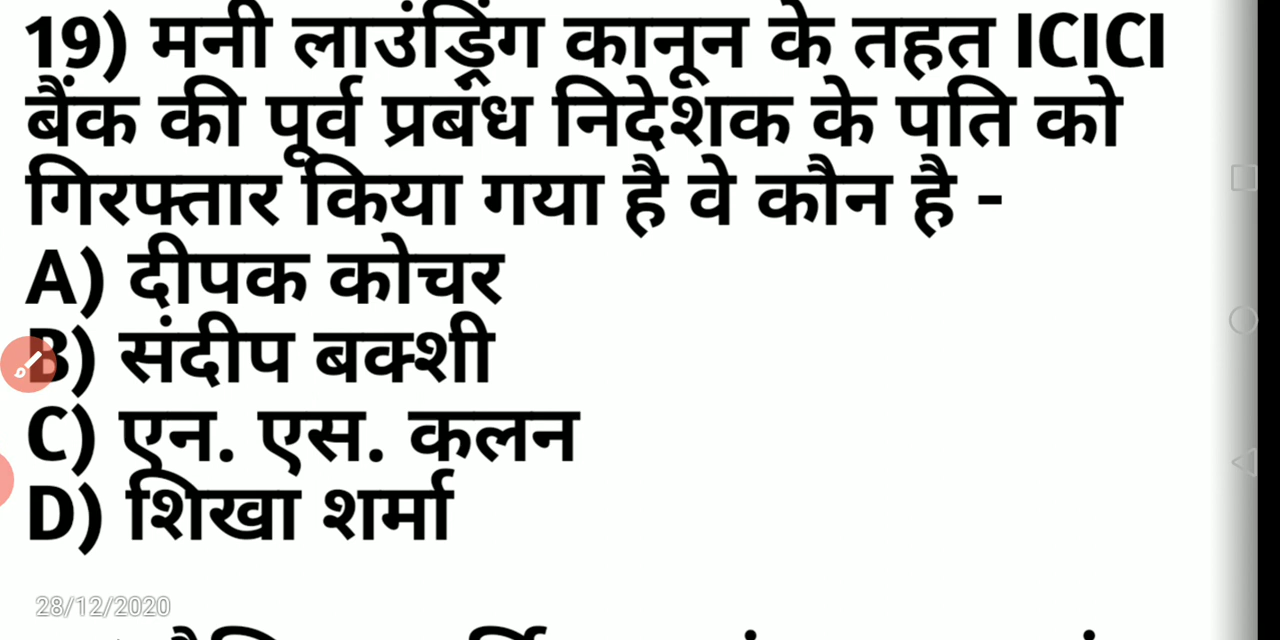 19) मनी लाउंड्रिंग कानून के तहत ICICI
बैंक की पूर्व प्रबंध निदेशक के पति को
गिरफ्तार किया गया है वे कौन है -
A) दीपक कोचर
B) संदीप बक्शी
C) एन. एस. कलन
D) शिखा शर्मा
28/12/2020